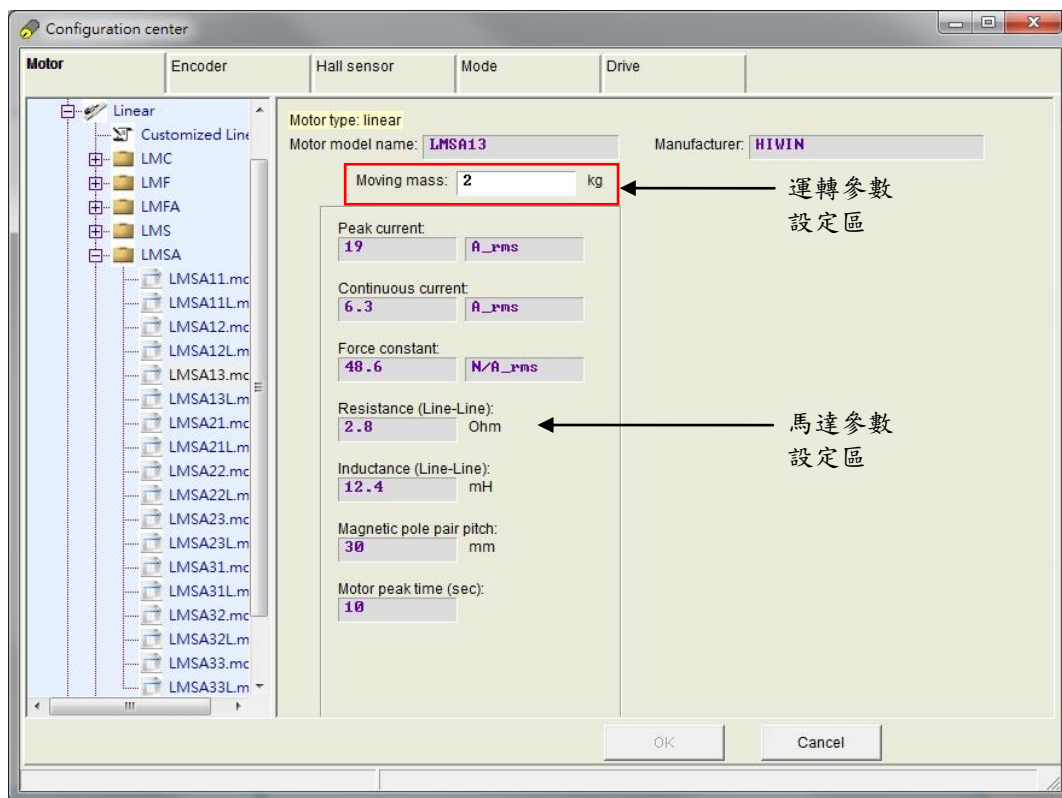 Configuration center
Motor
Encoder
Hall sensor
Mode
Drive
Linear
Customized Line
LMC
LMF
LMFA
LMS
LMSA
LMSA11.mc
LMSA11L.m
LMSA12.mc
LMSA12L.m
LMSA13.mc
LMSA13L.m
LMSA21.mc
LMSA21L.m
LMSA22.mc
LMSA22L.m
LMSA23.mc
LMSA23L.m
LMSA31.mc
LMSA31L.m
LMSA32.mc
LMSA32L.m
LMSA33.mc
LMSA33L.m
Motor type: linear
Motor model name: LMSA13
Manufacturer: HIWIN
Moving mass: 2 kg
運轉參數
設定區
Peak current:
19 A_rms
Continuous current:
6.3 A_rms
Force constant:
48.6 N/A_rms
Resistance (Line-Line):
2.8 Ohm
馬達參數
設定區
Inductance (Line-Line):
12.4 mH
Magnetic pole pair pitch:
30 mm
Motor peak time (sec):
10
OK
Cancel